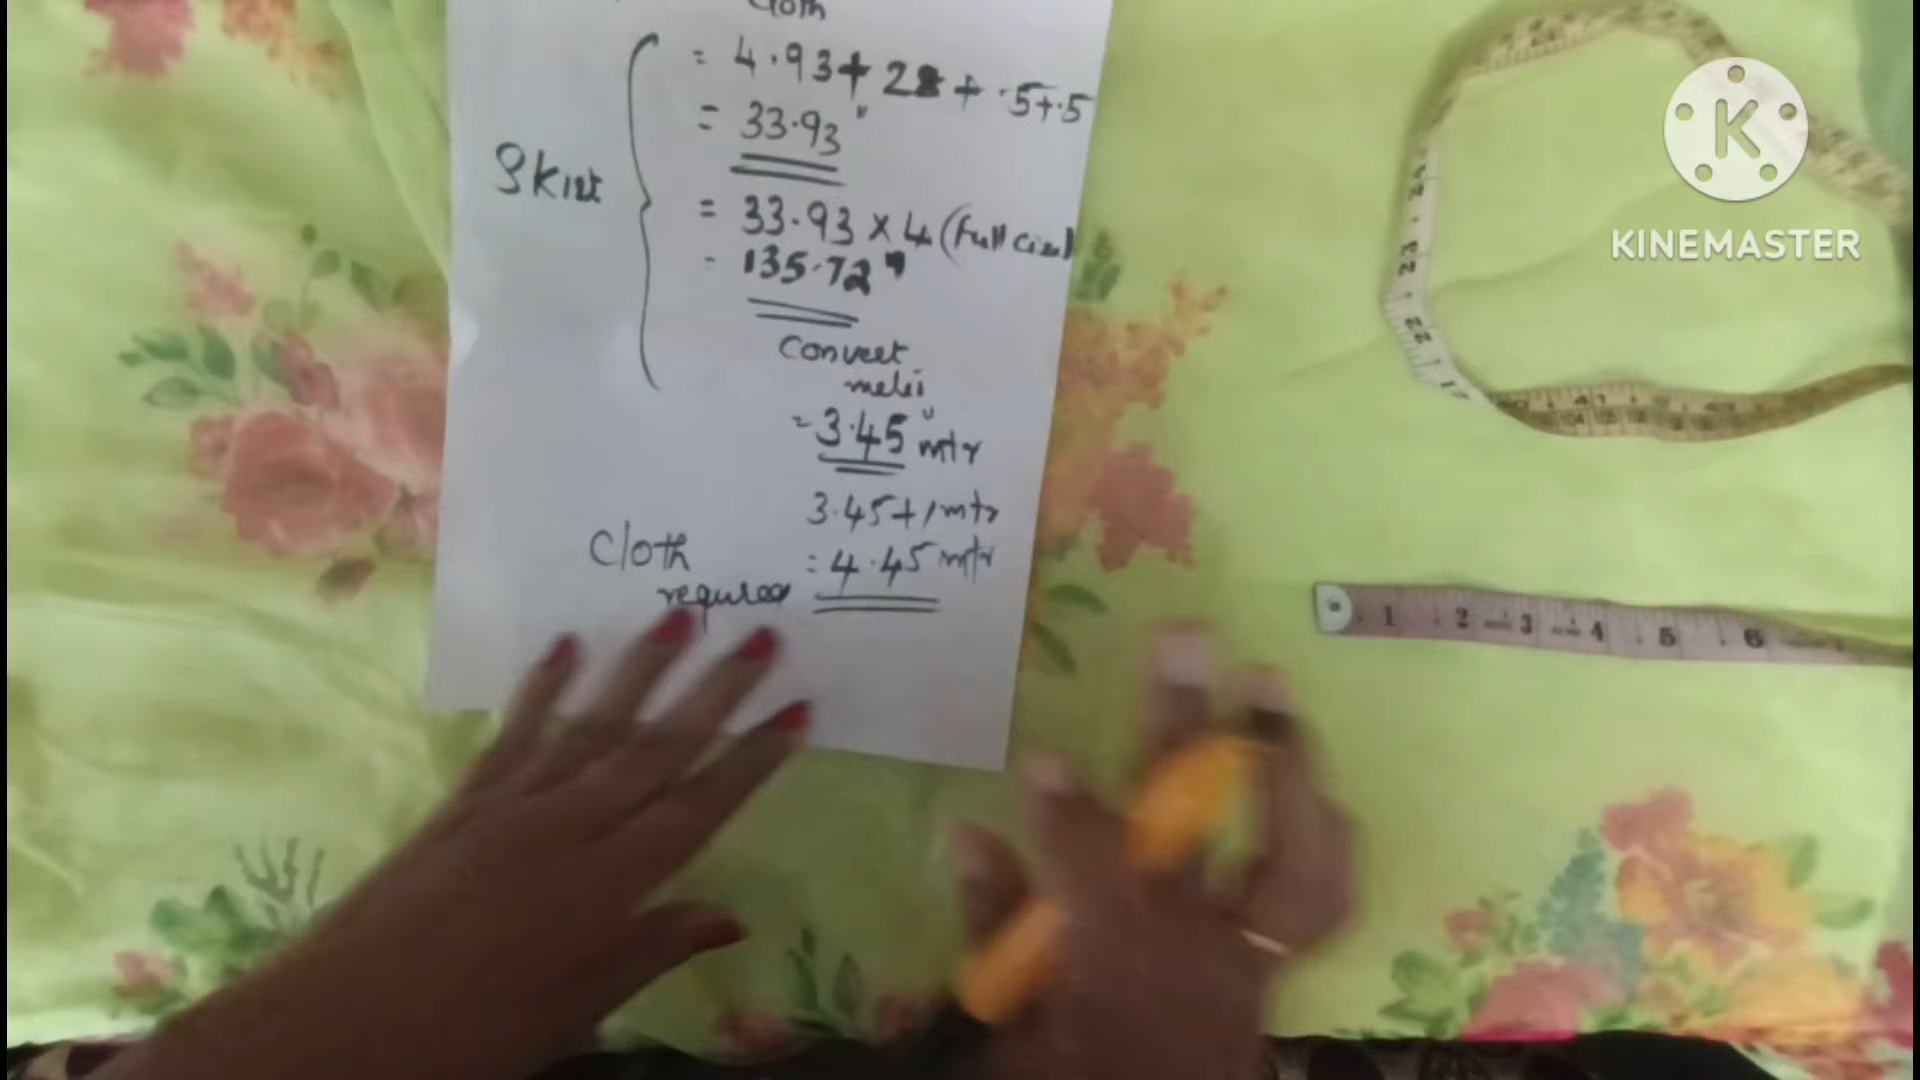 Cloth
= 4.93 + 28 + .5+.5
= 33.93"
Skirt
= 33.93 x 4 (Full circl
= 135.72"
Convert
meter
= 3.45" mtr
3.45 + 1 mtr
Cloth
= 4.45 mtr
required
K
KINEMASTER
1 2 3 4 5 6